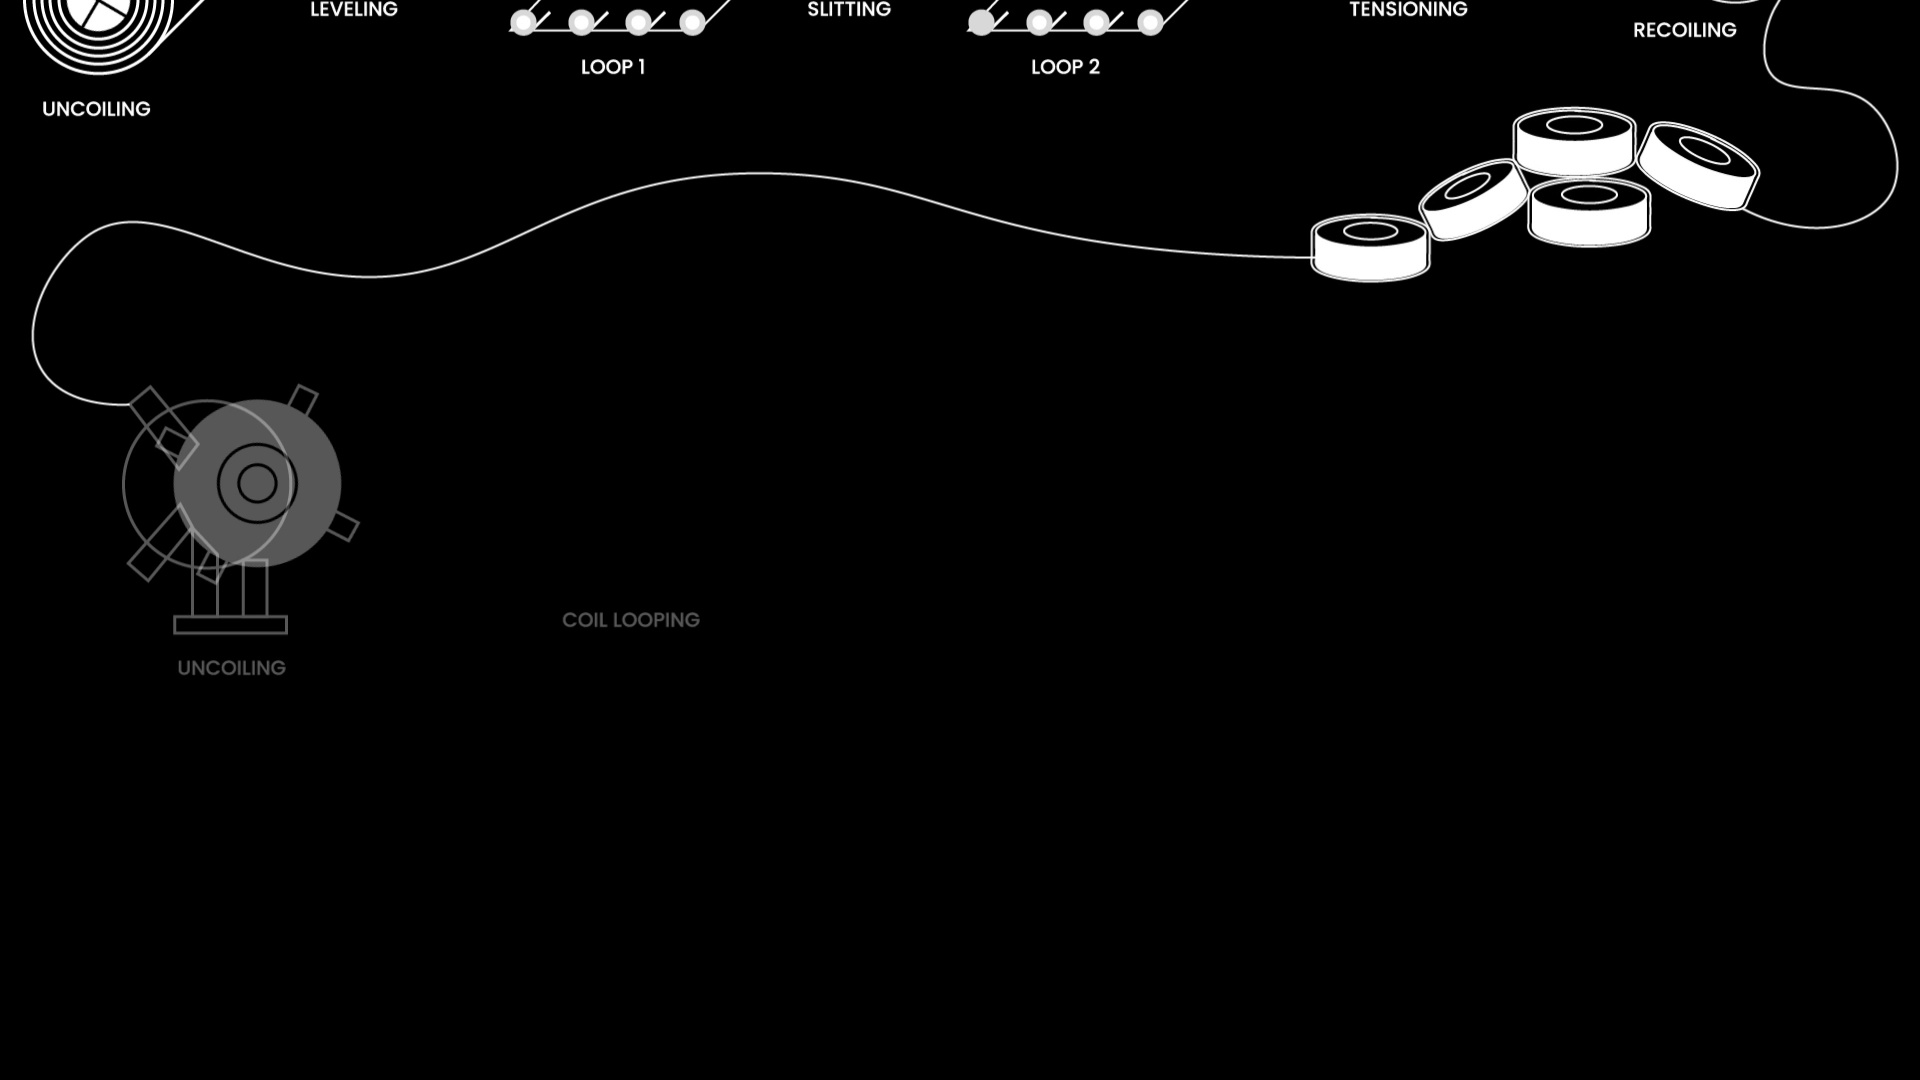 LEVELING
SLITTING
TENSIONING
RECOILING
LOOP 1
LOOP 2
UNCOILING
COIL LOOPING
UNCOILING